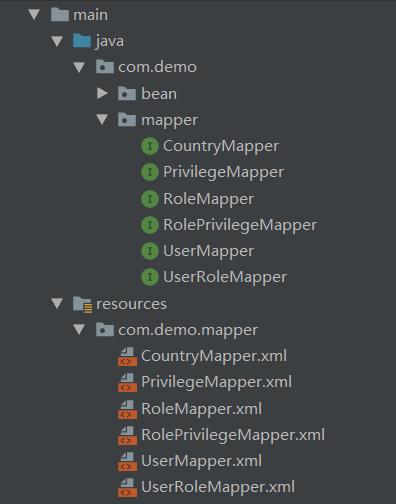 main
java
com.demo
bean
mapper
CountryMapper
PrivilegeMapper
RoleMapper
RolePrivilegeMapper
UserMapper
UserRoleMapper
resources
com.demo.mapper
CountryMapper.xml
PrivilegeMapper.xml
RoleMapper.xml
RolePrivilegeMapper.xml
UserMapper.xml
UserRoleMapper.xml